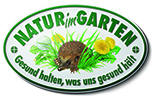 NATUR im GARTEN
Gesund halten, was uns gesund hält